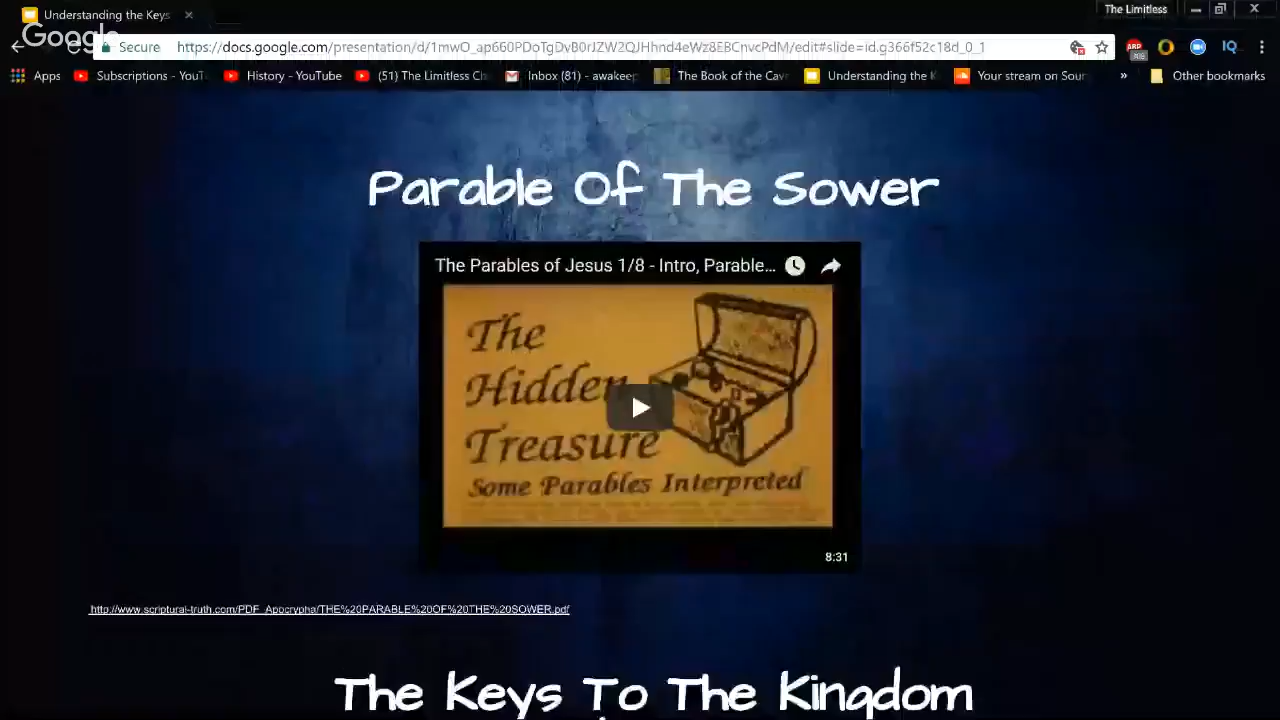 Understanding the Keys
The Limitless
Google
Secure
https://docs.google.com/presentation/d/1mwO_ap660PDoTgDvB0rJZW2QJHhnd4eWz8EBCnvcPdM/edit#slide=id.g366f52c18d_0_1
ABP
IQ
Apps
Subscriptions - YouT
History - YouTube
(51) The Limitless Ch
Inbox (81) - awakeep
The Book of the Cav
Understanding the K
Your stream on Soun
»
Other bookmarks
Parable Of The Sower
The Parables of Jesus 1/8 - Intro, Parable...
The
Hidden
Treasure
Some Parables Interpreted
8:31
http://www.scriptural-truth.com/PDF_Apocrypha/THE%20PARABLE%20OF%20THE%20SOWER.pdf
The Keys To The Kingdom